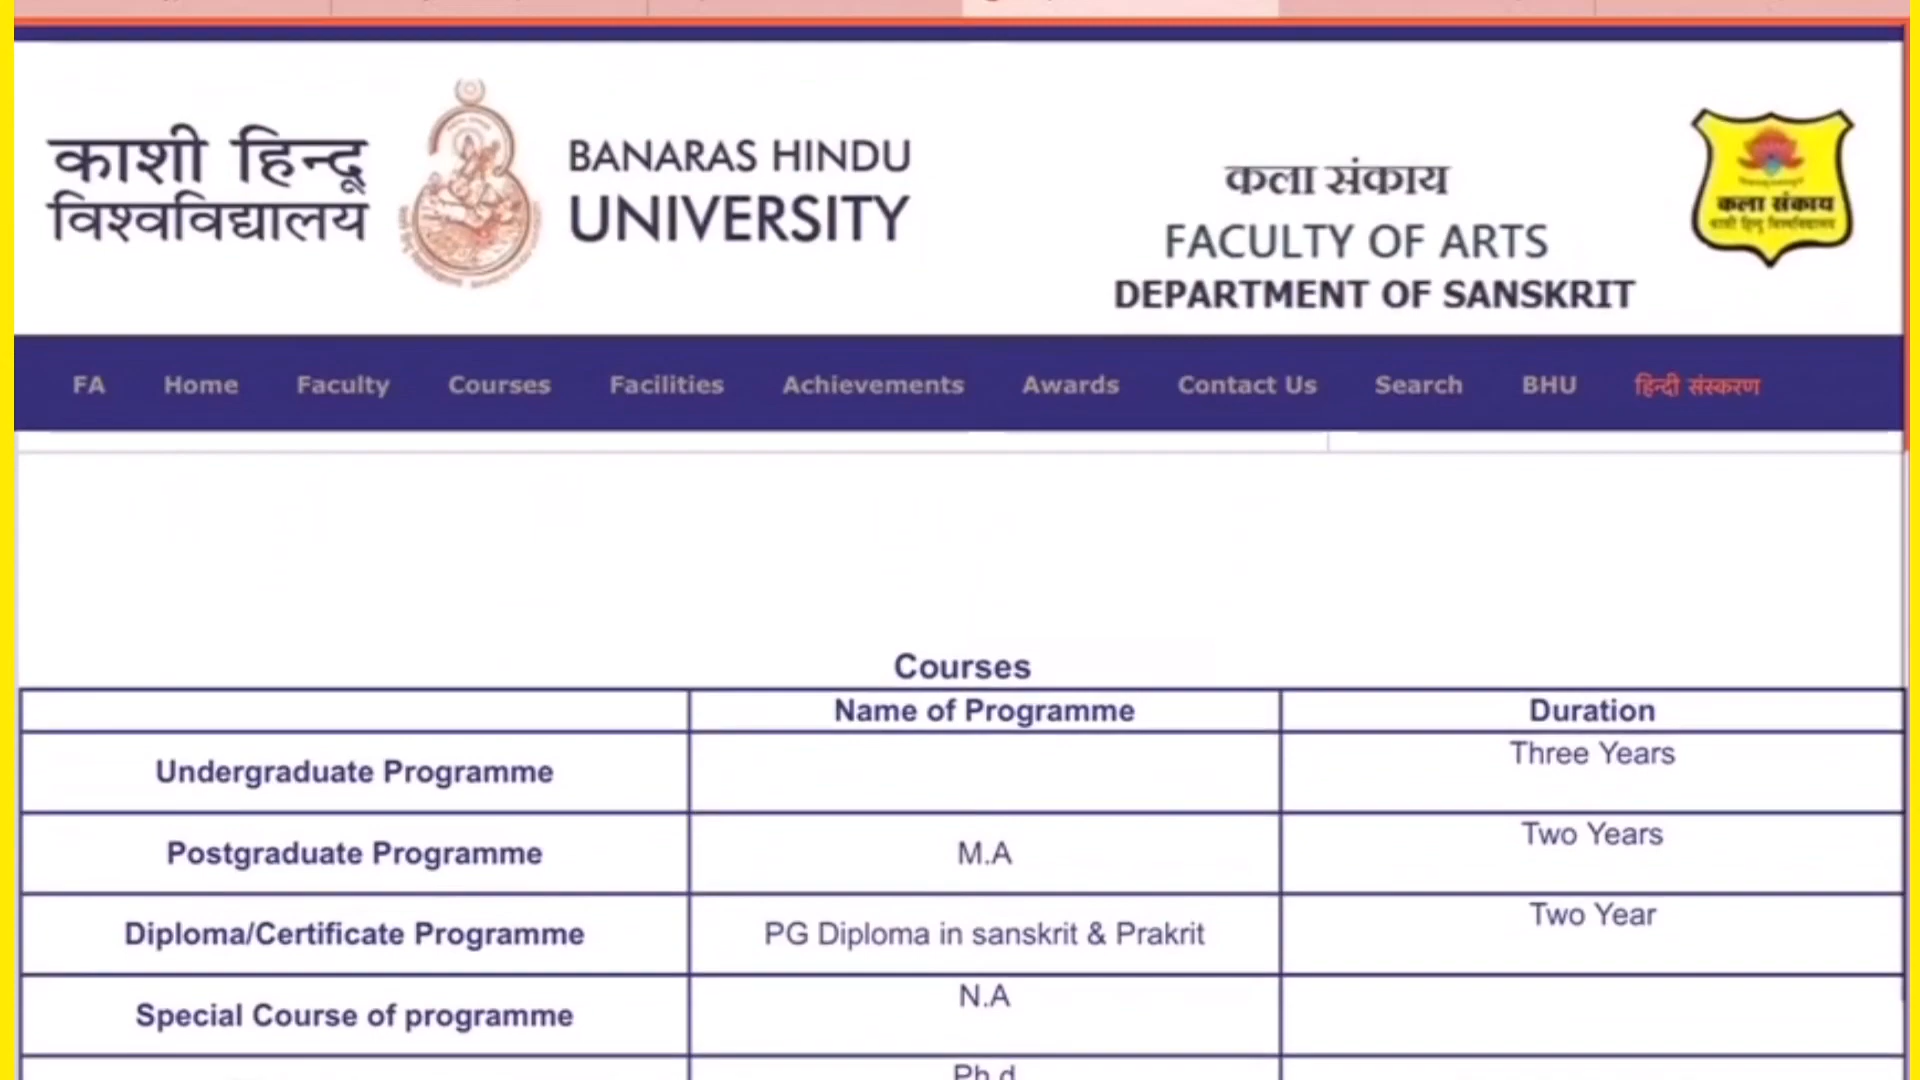 काशी हिन्दू
विश्वविद्यालय
BANARAS HINDU
UNIVERSITY
कला संकाय
FACULTY OF ARTS
DEPARTMENT OF SANSKRIT
कला संकाय
FA Home Faculty Courses Facilities Achievements Awards Contact Us Search BHU हिन्दी संस्करण
Courses
Name of Programme Duration
Undergraduate Programme Three Years
Postgraduate Programme M.A Two Years
Diploma/Certificate Programme PG Diploma in sanskrit & Prakrit Two Year
Special Course of programme N.A
Ph.d